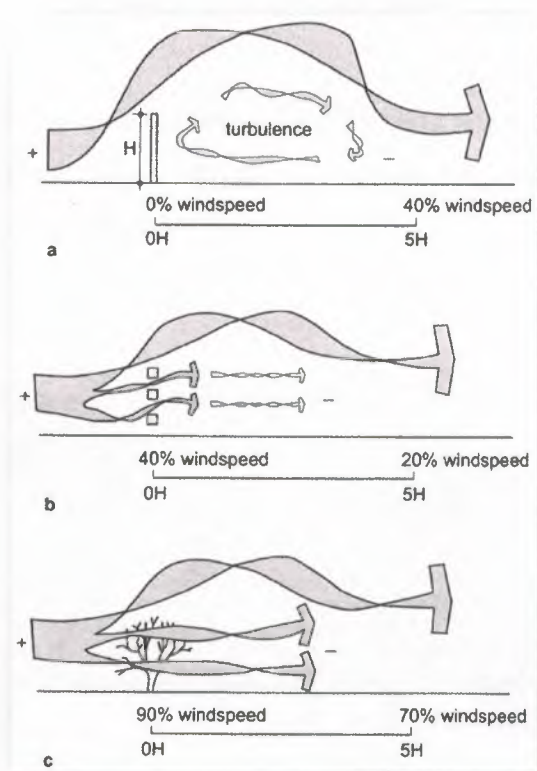 +
H
turbulence
−
0% windspeed 40% windspeed
0H 5H
a
+
−
40% windspeed 20% windspeed
0H 5H
b
+
−
90% windspeed 70% windspeed
0H 5H
c